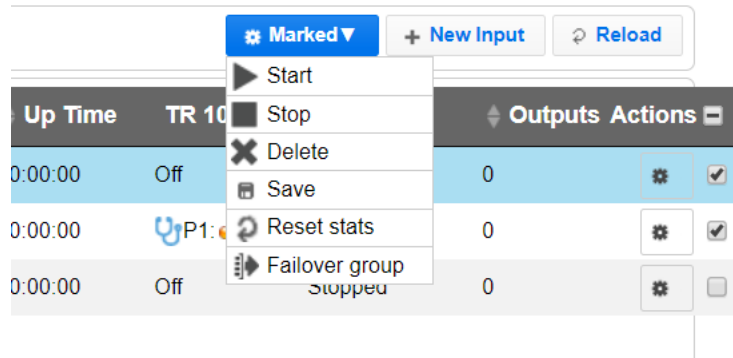 Marked▼ New Input Reload
Start
Up Time TR 10 Stop Outputs Actions
Delete
0:00:00 Off 0
Save
0:00:00 P1: Reset stats 0
Failover group
0:00:00 Off Stopped 0